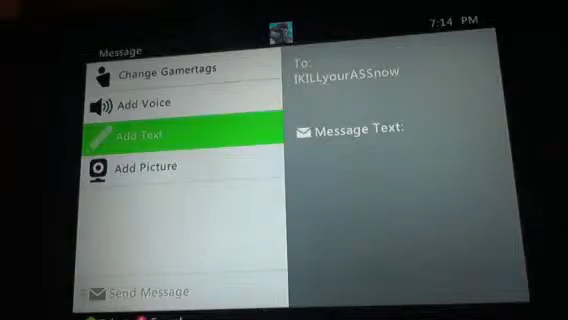 7:14 PM
Message
Change Gamertags
Add Voice
Add Text
Add Picture
Send Message
To:
IKILLyourASSnow
Message Text: